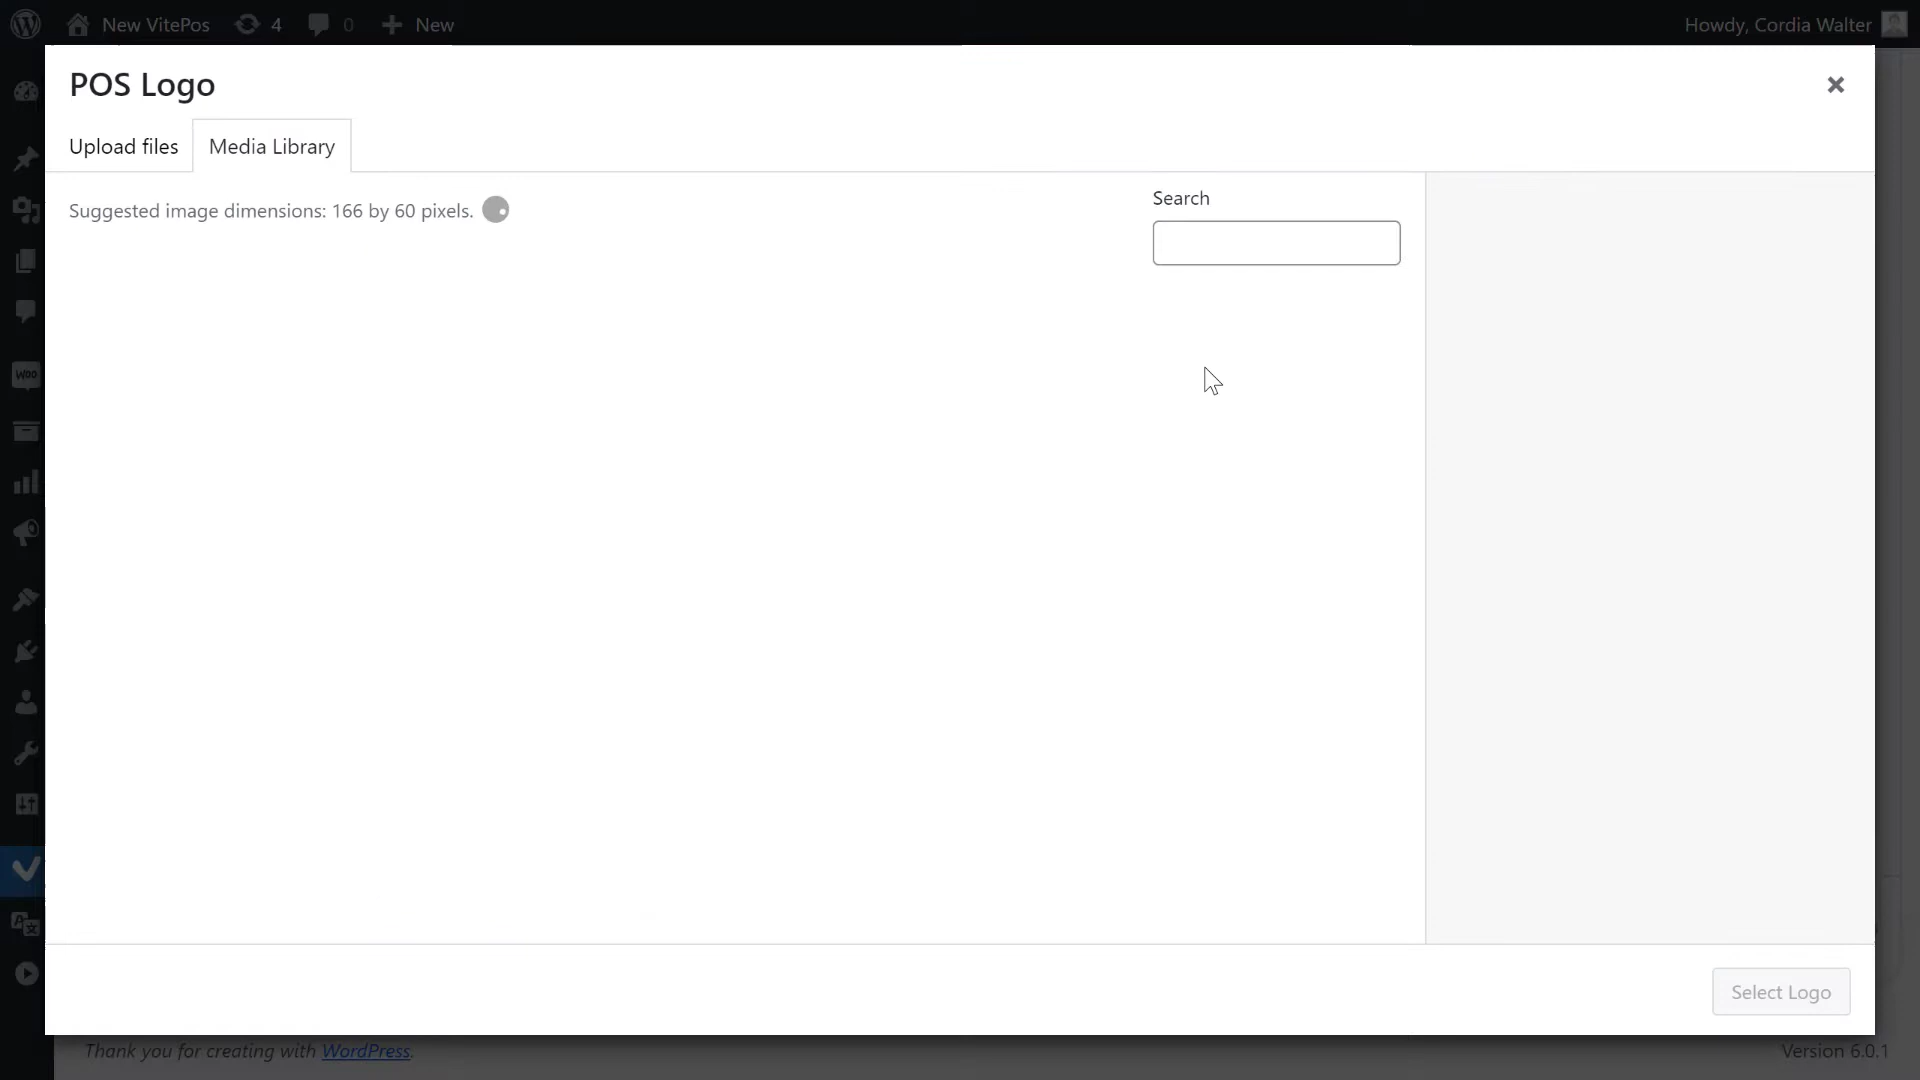 New VitePos 4 0 New Howdy, Cordia Walter
POS Logo
Upload files Media Library
Suggested image dimensions: 166 by 60 pixels.
Search
Woo
Select Logo
Thank you for creating with WordPress. Version 6.0.1